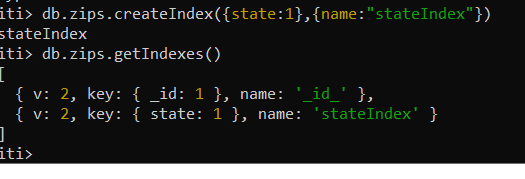 iti> db.zips.createIndex({state:1},{name:"stateIndex"})
stateIndex
iti> db.zips.getIndexes()
[
  { v: 2, key: { _id: 1 }, name: '_id_' },
  { v: 2, key: { state: 1 }, name: 'stateIndex' }
]
iti>